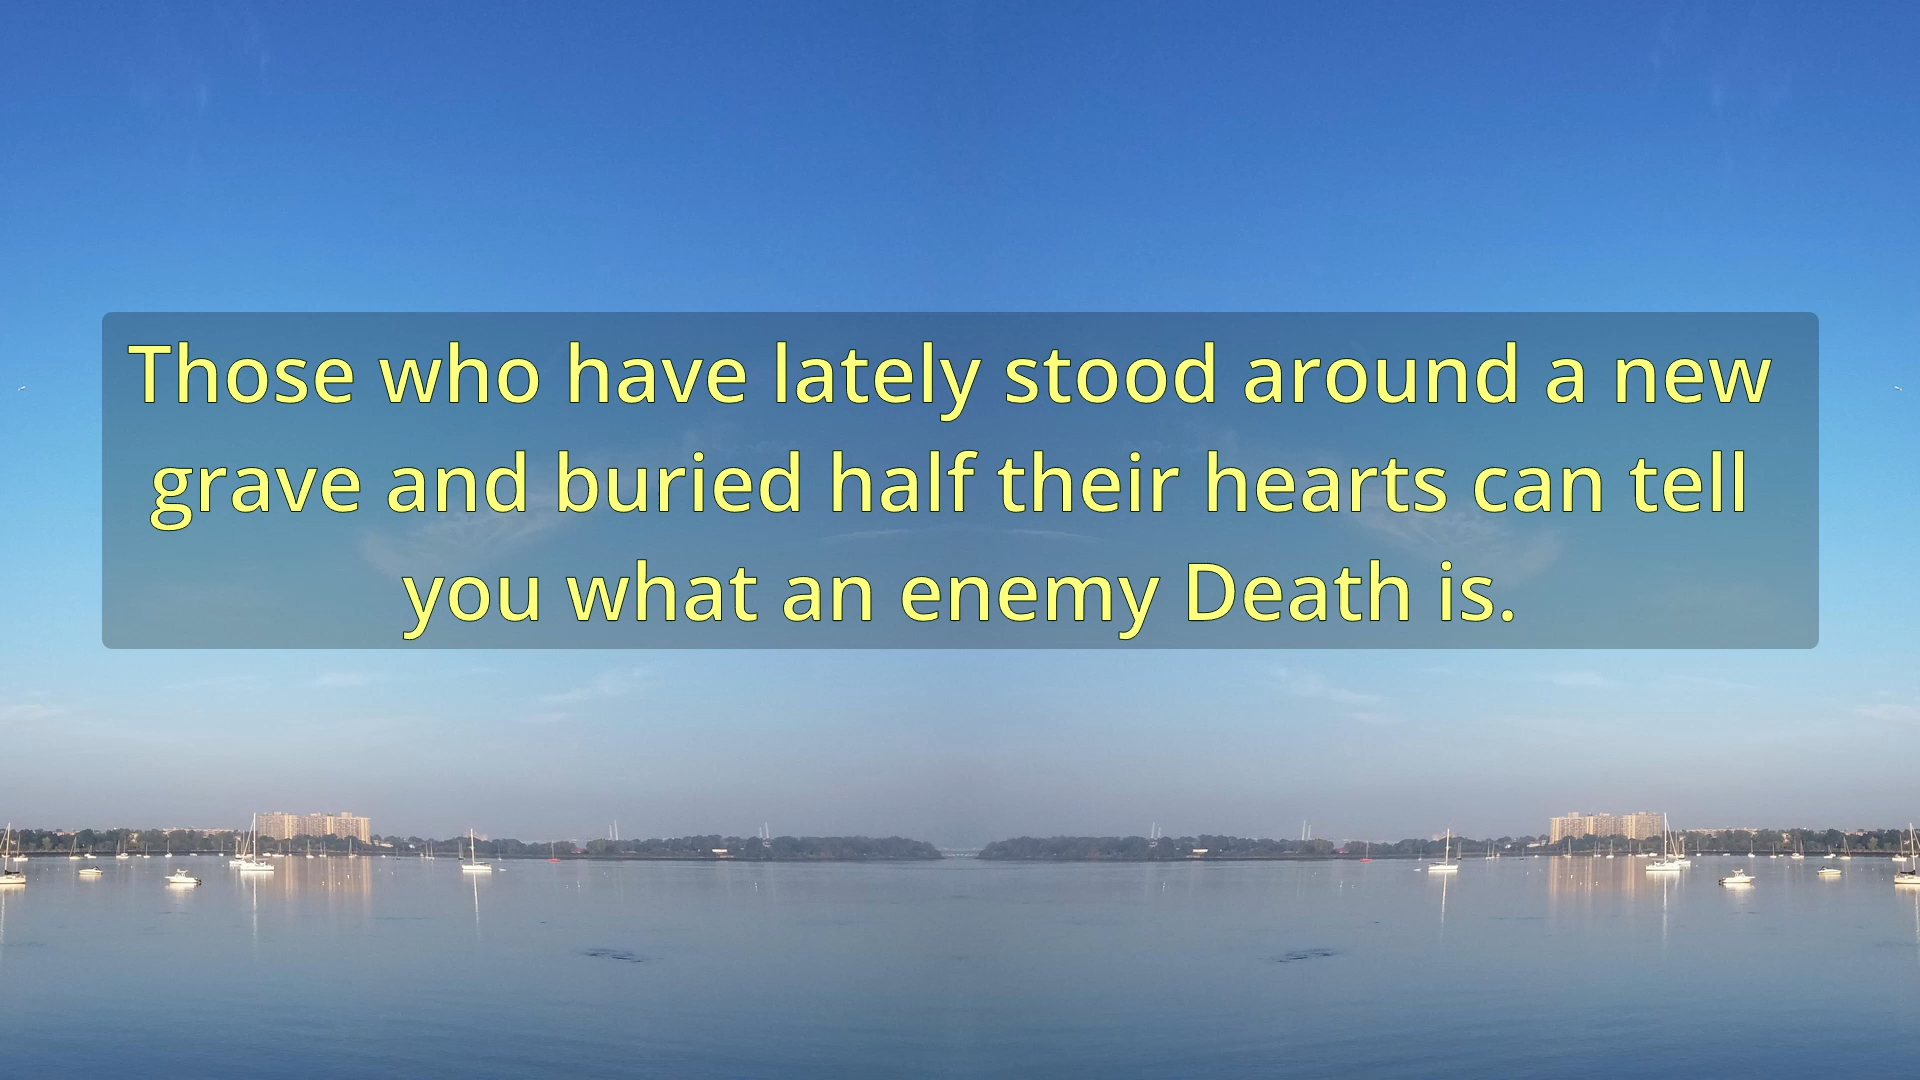 Those who have lately stood around a new
grave and buried half their hearts can tell
you what an enemy Death is.